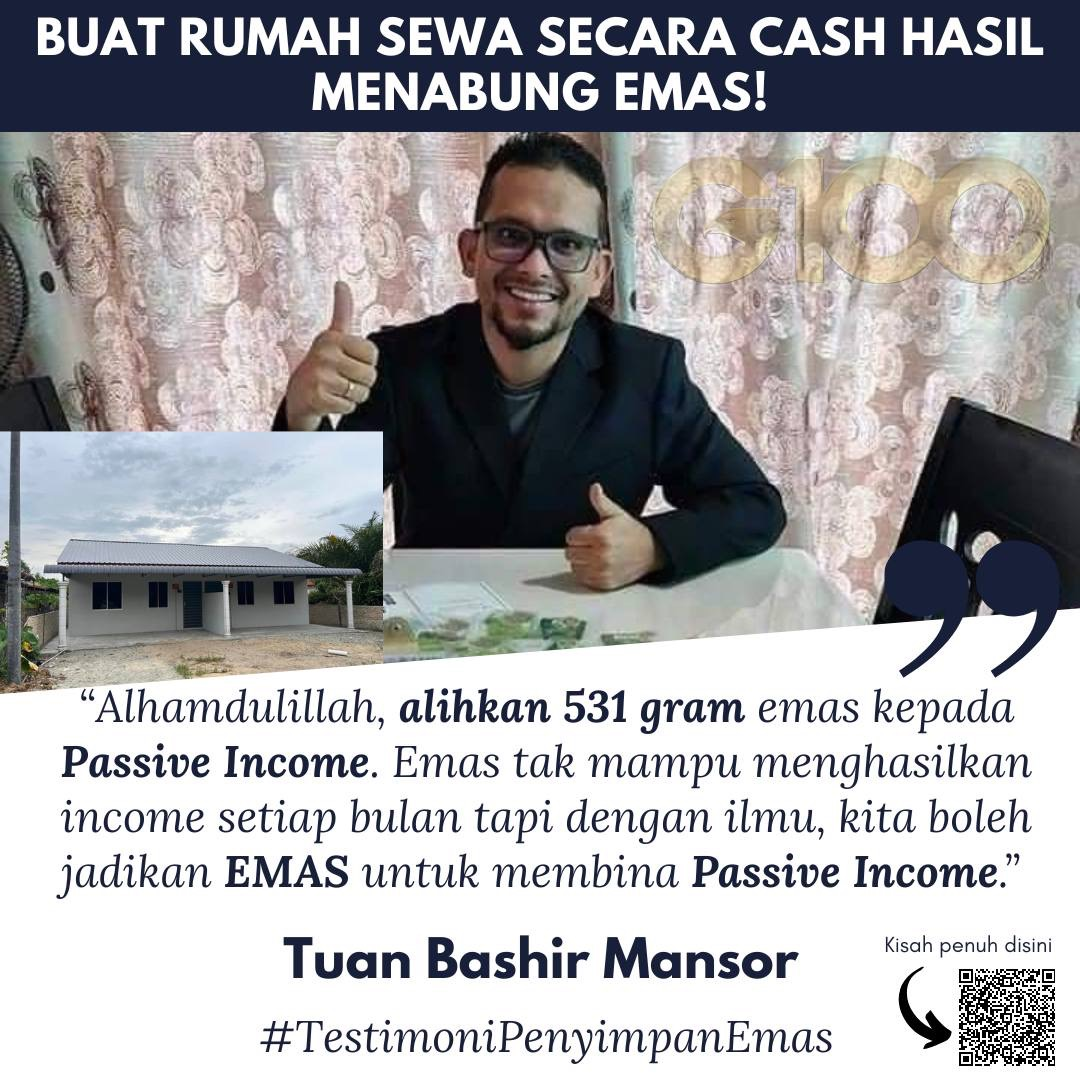 BUAT RUMAH SEWA SECARA CASH HASIL
MENABUNG EMAS!
G100
“Alhamdulillah, alihkan 531 gram emas kepada
Passive Income. Emas tak mampu menghasilkan
income setiap bulan tapi dengan ilmu, kita boleh
jadikan EMAS untuk membina Passive Income.”
Tuan Bashir Mansor
Kisah penuh disini
#TestimoniPenyimpanEmas